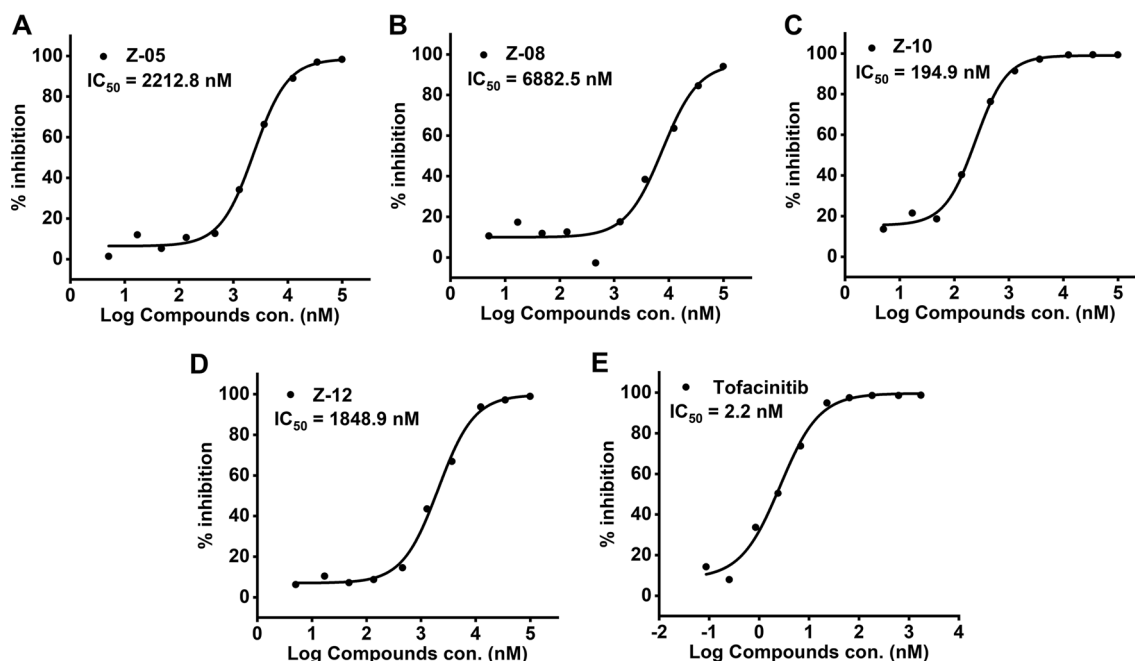 A
Z-05
IC50 = 2212.8 nM
% inhibition
100
80
60
40
20
0
0 1 2 3 4 5
Log Compounds con. (nM)
B
Z-08
IC50 = 6882.5 nM
% inhibition
100
80
60
40
20
0
0 1 2 3 4 5
Log Compounds con. (nM)
C
Z-10
IC50 = 194.9 nM
% inhibition
100
80
60
40
20
0
0 1 2 3 4 5
Log Compounds con. (nM)
D
Z-12
IC50 = 1848.9 nM
% inhibition
100
80
60
40
20
0
0 1 2 3 4 5
Log Compounds con. (nM)
E
Tofacinitib
IC50 = 2.2 nM
% inhibition
100
80
60
40
20
0
-2 -1 0 1 2 3 4
Log Compounds con. (nM)